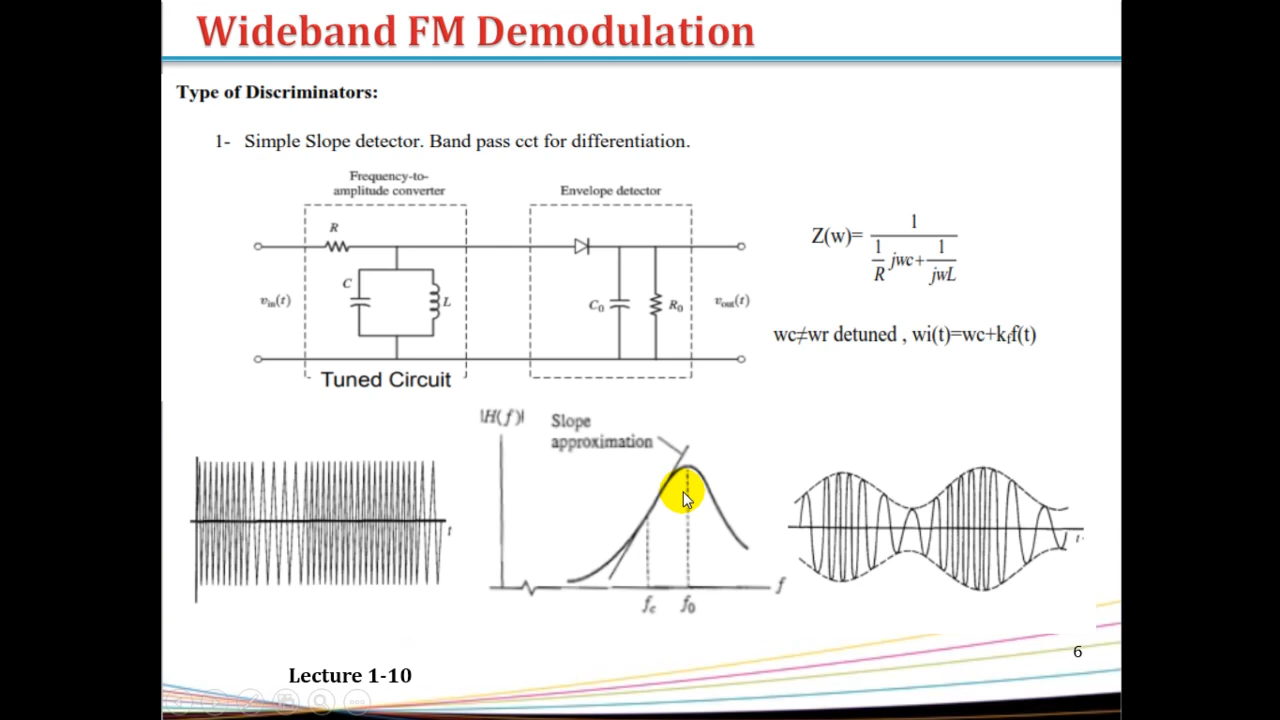 Wideband FM Demodulation
Type of Discriminators:
1- Simple Slope detector. Band pass cct for differentiation.
Frequency-to-
amplitude converter
Envelope detector
R
C
L
vin(t)
C0
R0
vout(t)
Tuned Circuit
Z(w)=
1
1
R
jwc+
1
jwL
wc≠wr detuned , wi(t)=wc+kff(t)
|H(f)|
Slope
approximation
t
fc
f0
f
t
6
Lecture 1-10